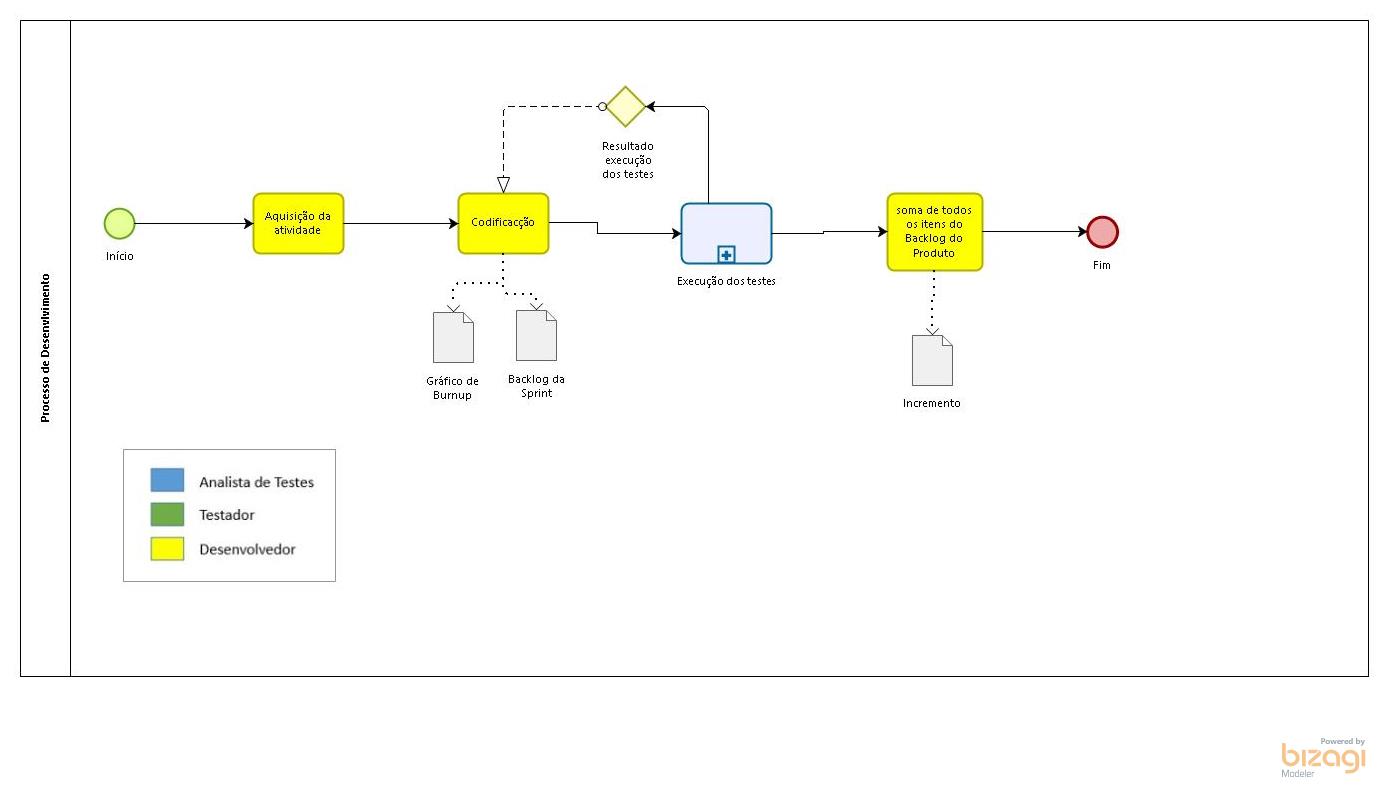 Processo de Desenvlvimento
Resultado
execução
dos testes
Início
Aquisição da
atividade
Codificacção
Execução dos testes
soma de todos
os itens do
Backlog do
Produto
Fim
Gráfico de
Burnup
Backlog da
Sprint
Incremento
Analista de Testes
Testador
Desenvolvedor
Powered by
bizagi
Modeler